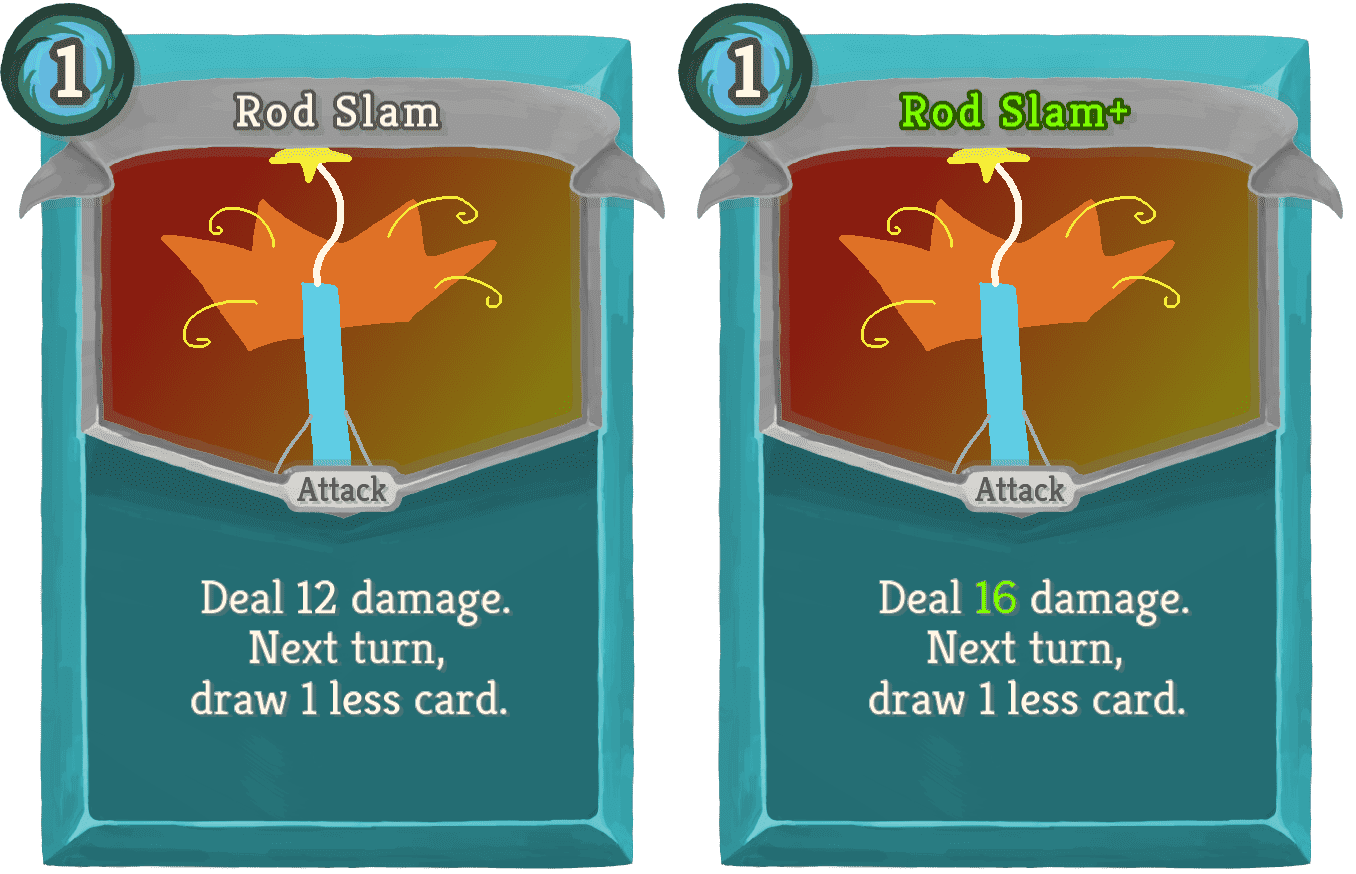 1
Rod Slam
Attack
Deal 12 damage.
Next turn,
draw 1 less card.
1
Rod Slam+
Attack
Deal 16 damage.
Next turn,
draw 1 less card.